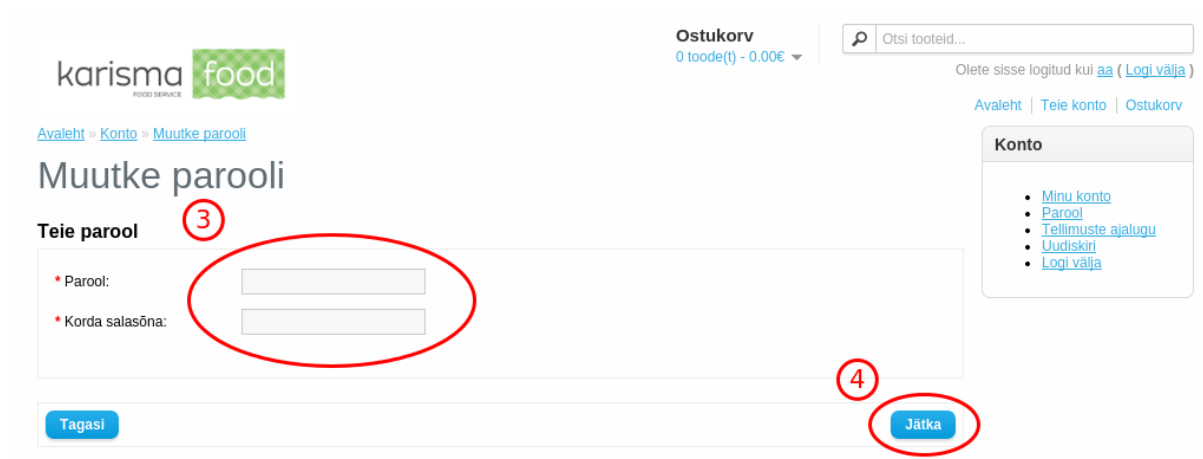 karisma food
FOOD SERVICE
Ostukorv
0 toode(t) - 0.00€
Otsi tooteid...
Olete sisse logitud kui aa ( Logi välja )
Avaleht | Teie konto | Ostukorv
Avaleht » Konto » Muutke parooli
Muutke parooli
3
Teie parool
* Parool:
* Korda salasõna:
4
Tagasi
Jätka
Konto
Minu konto
Parool
Tellimuste ajalugu
Uudiskiri
Logi välja